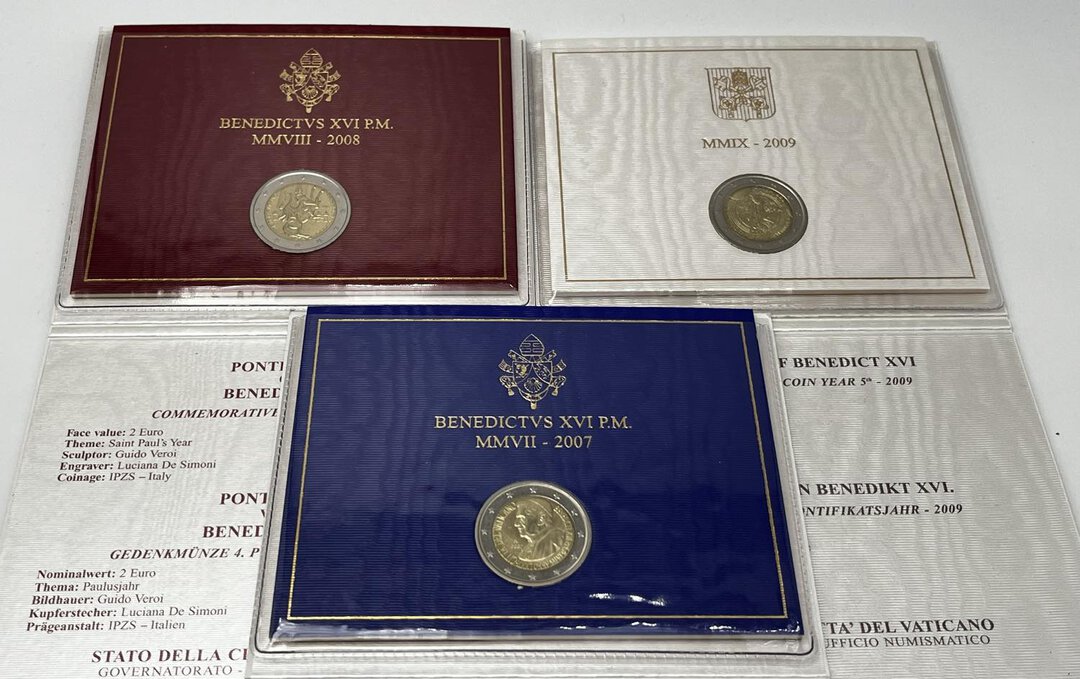 BENEDICTVS XVI P.M.
MMVIII - 2008
MMIX - 2009
BENEDICTVS XVI P.M.
MMVII - 2007
BENED
COMMEMORATIVE
Face value: 2 Euro
Theme: Saint Paul's Year
Sculptor: Guido Veroi
Engraver: Luciana De Simoni
Coinage: IPZS – Italy
PONT
BENED
GEDENKMÜNZE 4. P
Nominalwert: 2 Euro
Thema: Paulusjahr
Bildhauer: Guido Veroi
Kupferstecher: Luciana De Simoni
Prägeanstalt: IPZS – Italien
STATO DELLA CI
GOVERNATORATO -
F BENEDICT XVI
COIN YEAR 5th - 2009
N BENEDIKT XVI.
NTIFIKATSJAHR - 2009
TA' DEL VATICANO
UFFICIO NUMISMATICO